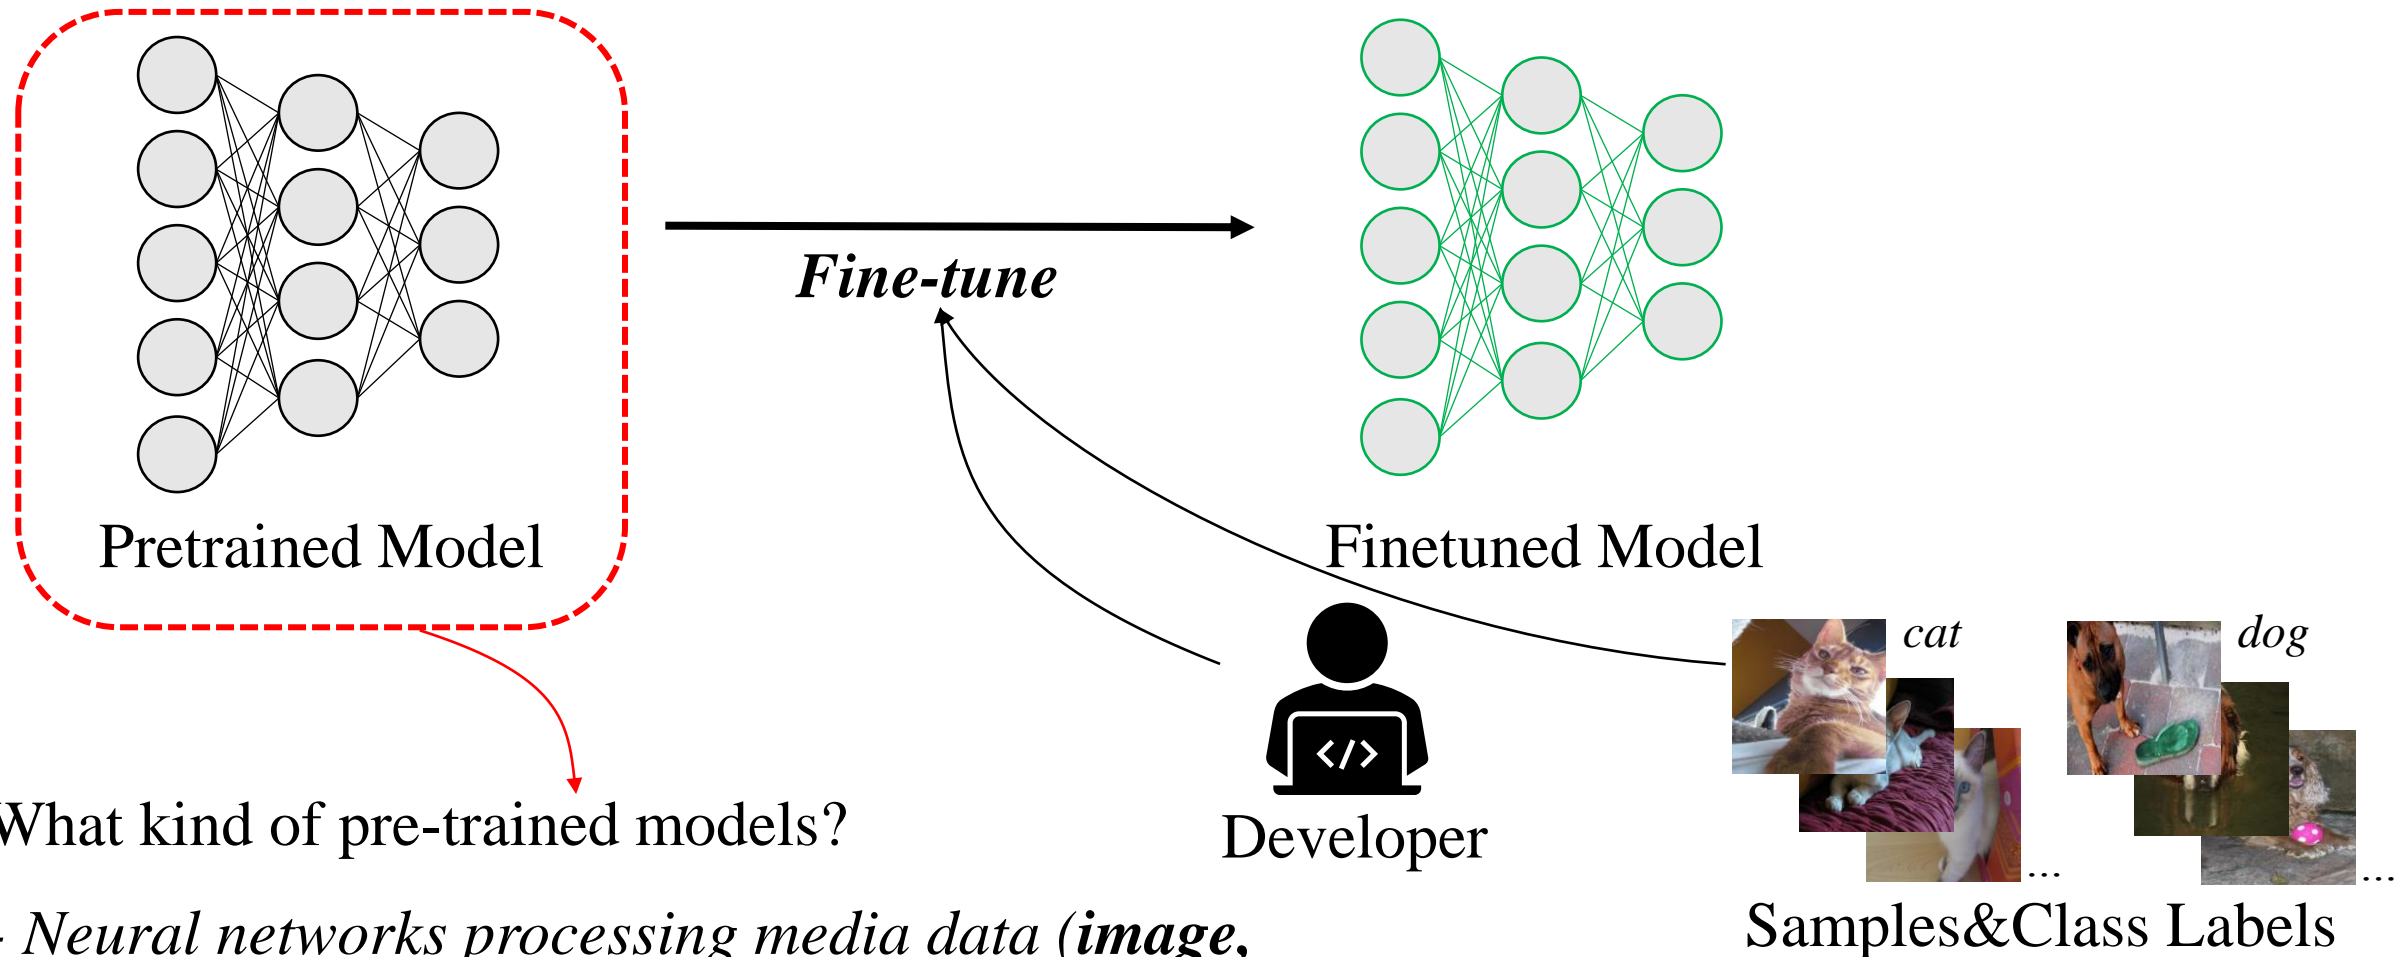 Fine-tune
Pretrained Model
Finetuned Model
cat
dog
</>
What kind of pre-trained models?
Developer
...
...
- Neural networks processing media data (image,
Samples&Class Labels